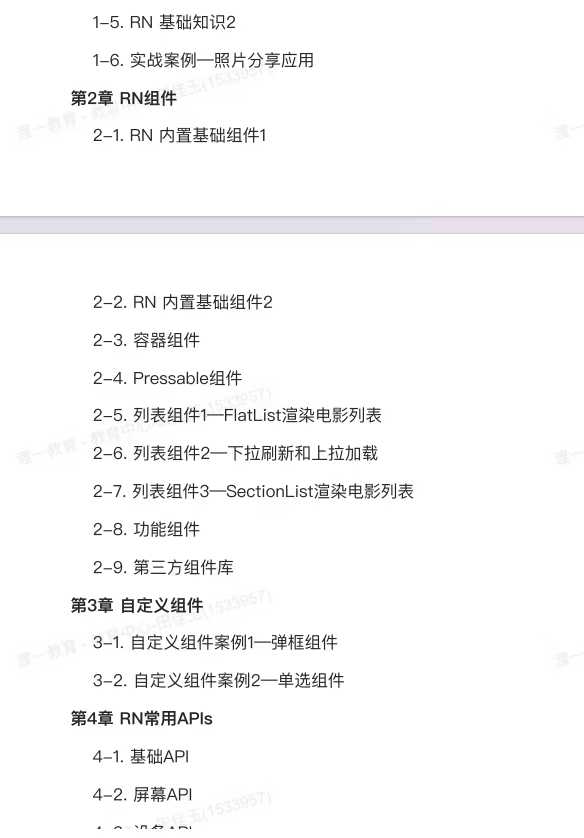 1-5. RN 基础知识2
1-6. 实战案例—照片分享应用
第2章 RN组件
2-1. RN 内置基础组件1
2-2. RN 内置基础组件2
2-3. 容器组件
2-4. Pressable组件
2-5. 列表组件1—FlatList渲染电影列表
2-6. 列表组件2—下拉刷新和上拉加载
2-7. 列表组件3—SectionList渲染电影列表
2-8. 功能组件
2-9. 第三方组件库
第3章 自定义组件
3-1. 自定义组件案例1—弹框组件
3-2. 自定义组件案例2—单选组件
第4章 RN常用APIs
4-1. 基础API
4-2. 屏幕API